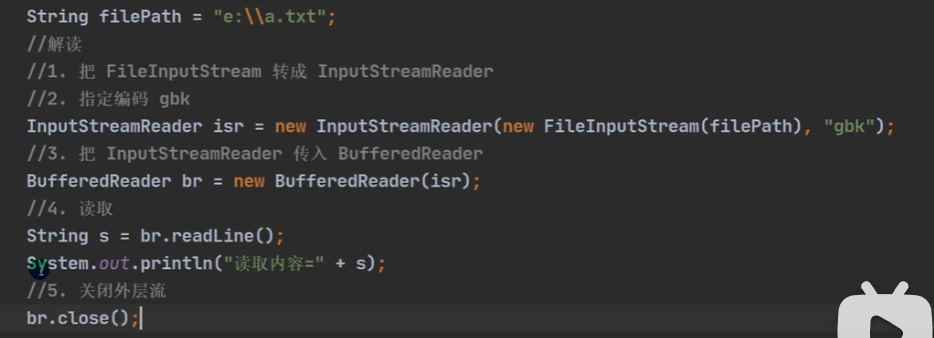 String filePath = "e:\\a.txt";
//解读
//1. 把 FileInputStream 转成 InputStreamReader
//2. 指定编码 gbk
InputStreamReader isr = new InputStreamReader(new FileInputStream(filePath), "gbk");
//3. 把 InputStreamReader 传入 BufferedReader
BufferedReader br = new BufferedReader(isr);
//4. 读取
String s = br.readLine();
System.out.println("读取内容=" + s);
//5. 关闭外层流
br.close();